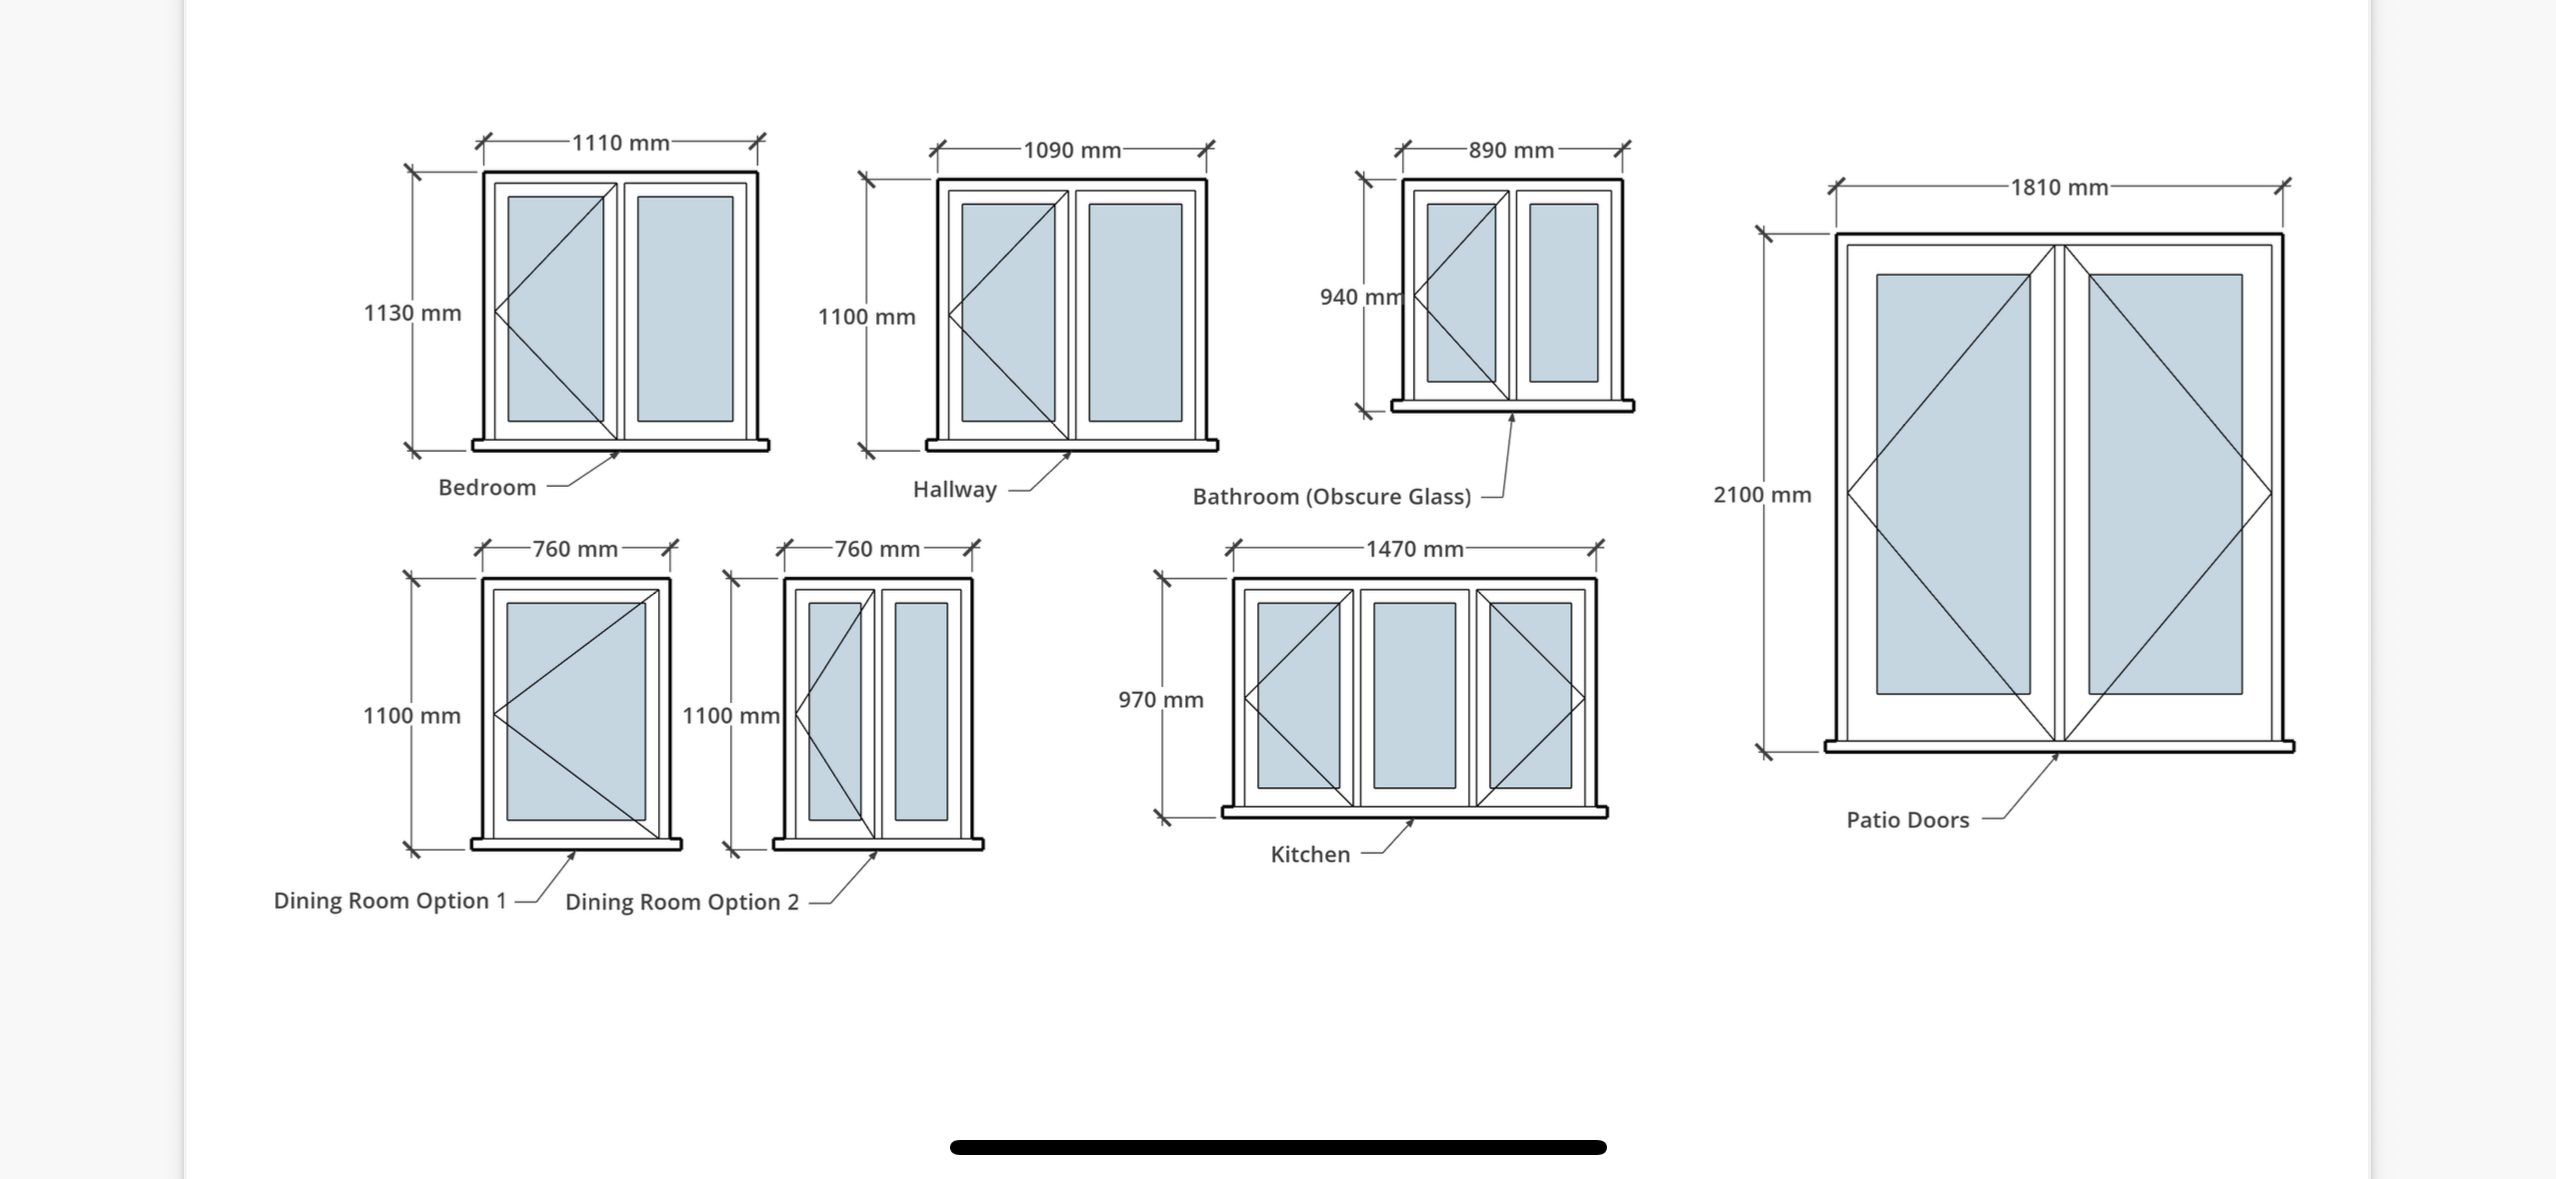 1110 mm
1130 mm
Bedroom
1090 mm
1100 mm
Hallway
890 mm
940 mm
Bathroom (Obscure Glass)
1810 mm
2100 mm
Patio Doors
760 mm
1100 mm
Dining Room Option 1
760 mm
1100 mm
Dining Room Option 2
1470 mm
970 mm
Kitchen